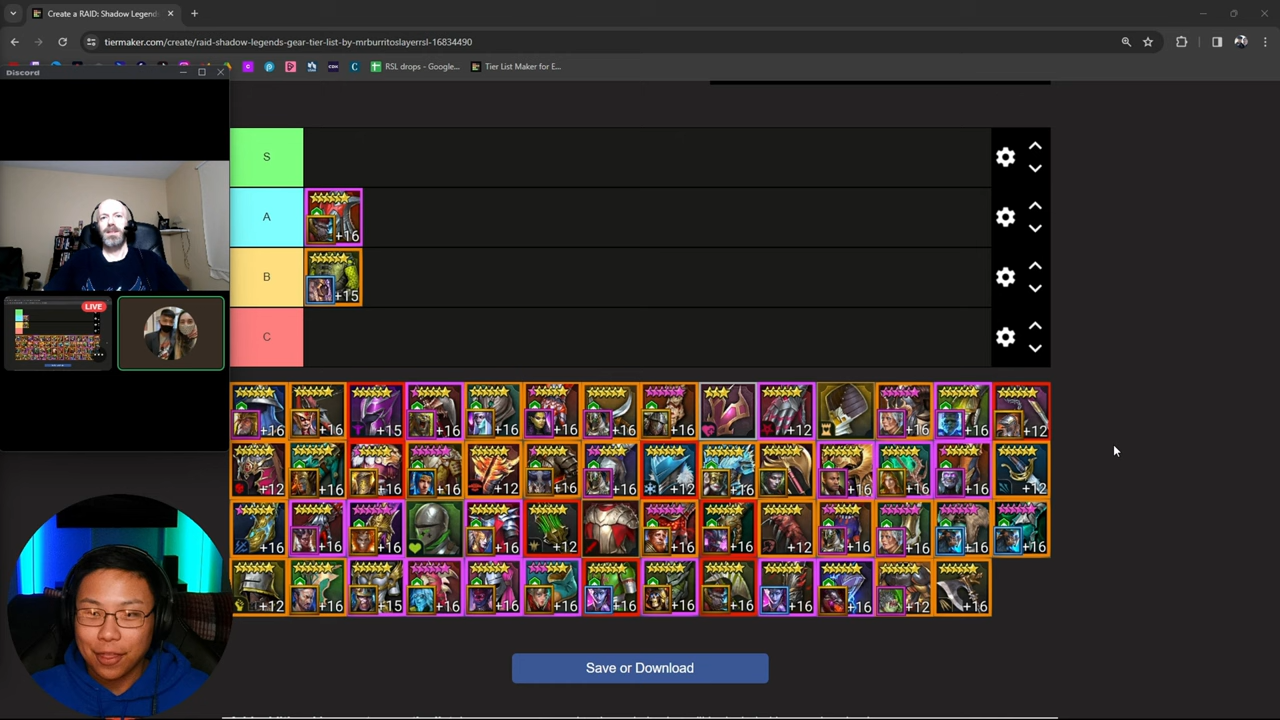 Create a RAID: Shadow Legend
tiermaker.com/create/raid-shadow-legends-gear-tier-list-by-mrburritoslayerrsl-16834490
RSL drops - Google...
Tier List Maker for E...
Discord
LIVE
S
A
+16
B
+15
C
+16 +16 +15 +16 +16 +16 +16 +16 +12 +16 +16 +12
+12 +16 +16 +16 +12 +16 +16 +12 +16 +16 +16 +16 +16 +12
+16 +16 +16 +16 +12 +16 +16 +12 +16 +16 +16 +16
+12 +16 +15 +16 +16 +16 +16 +16 +16 +16 +16 +12 +16
Save or Download